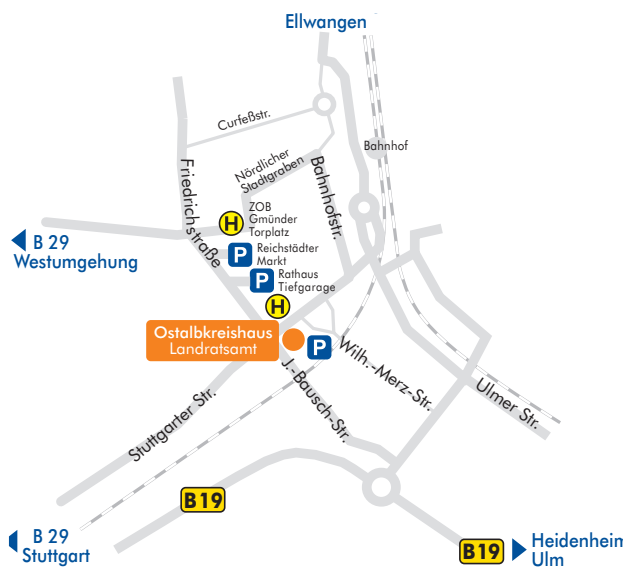 Ellwangen
Curfeßstr.
Bahnhof
Nördlicher
Stadtgraben
Friedrichstraße
Bahnhofstr.
H
ZOB
Gmünder
Torplatz
B 29
Westumgehung
P
Reichstädter
Markt
P
Rathaus
Tiefgarage
H
Ostalbkreishaus
Landratsamt
P
Wilh.-Merz-Str.
J.-Bausch-Str.
Stuttgarter Str.
Ulmer Str.
B19
B 29
Stuttgart
B19
Heidenheim
Ulm